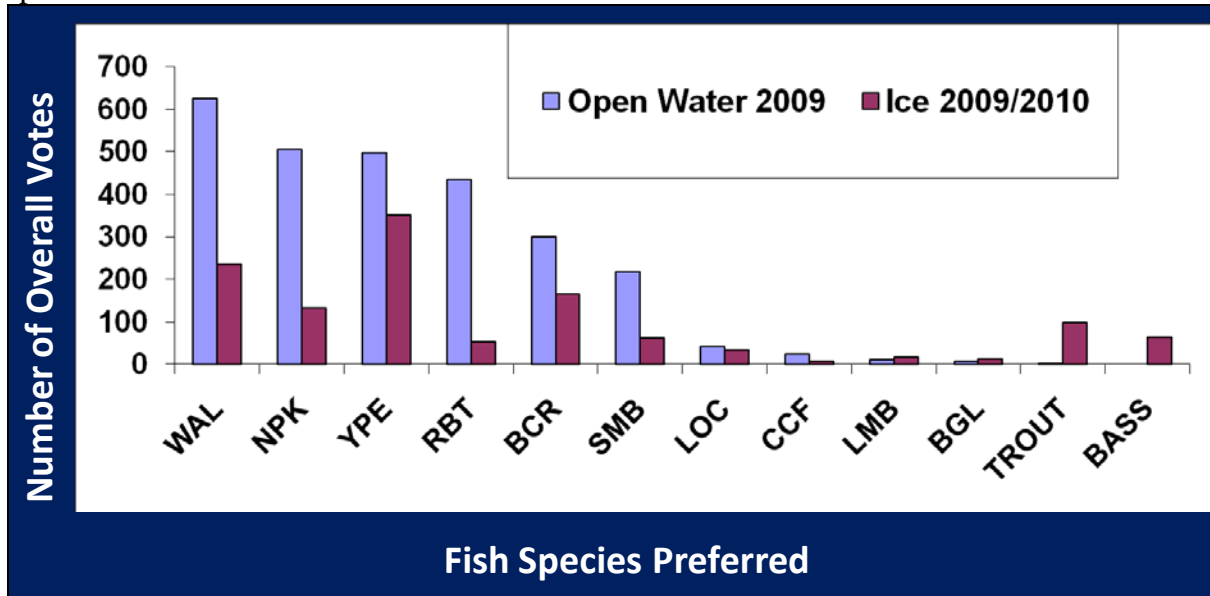 Open Water 2009 Ice 2009/2010
700
600
500
400
300
200
100
0
Number of Overall Votes
WAL NPK YPE RBT BCR SMB LOC CCF LMB BGL TROUT BASS
Fish Species Preferred